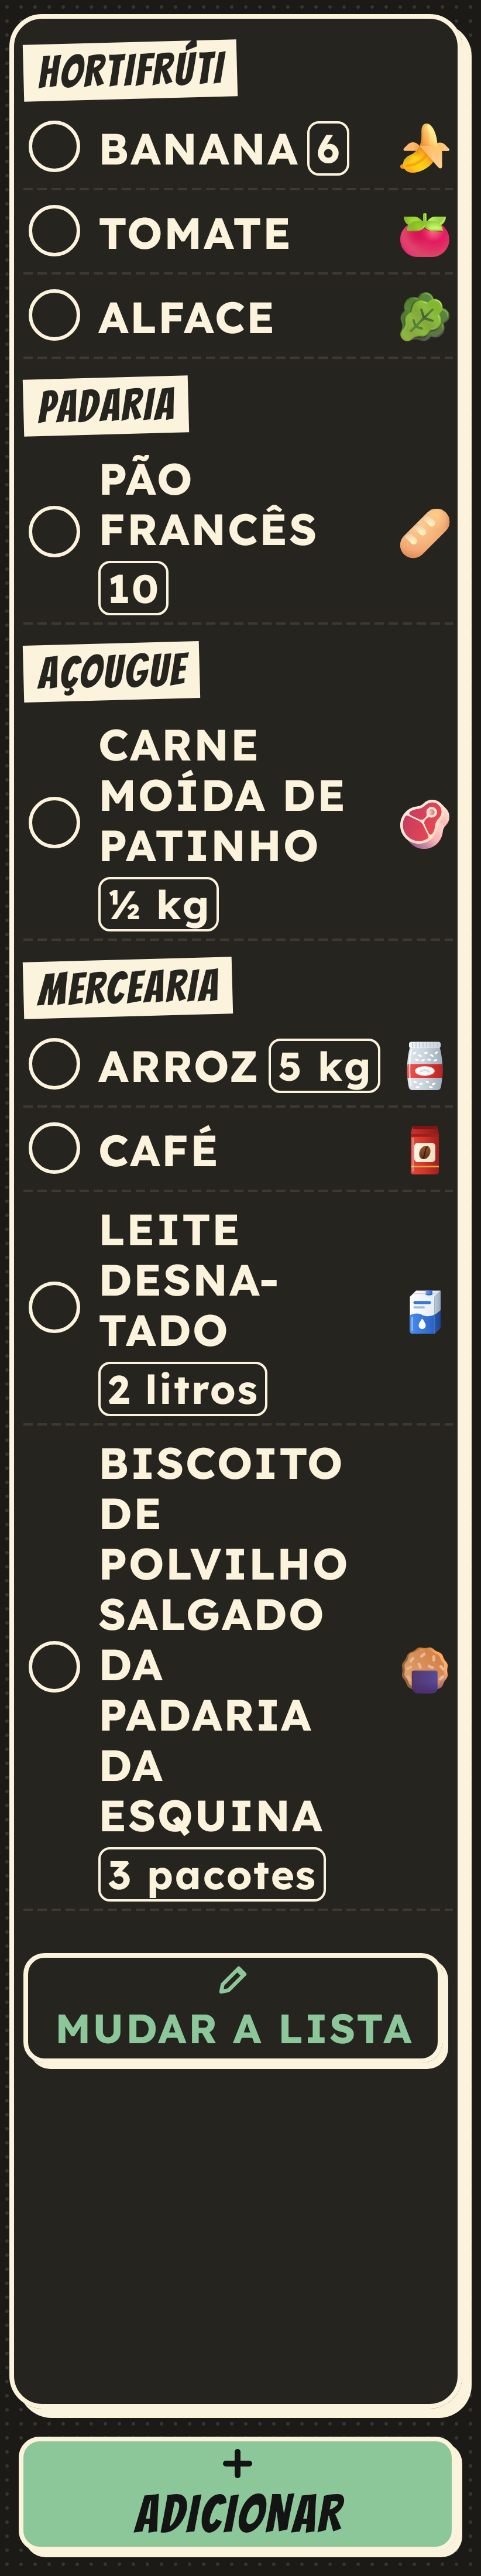 HORTIFRÚTI
BANANA 6
TOMATE
ALFACE
PADARIA
PÃO
FRANCÊS
10
AÇOUGUE
CARNE
MOÍDA DE
PATINHO
½ kg
MERCEARIA
ARROZ 5 kg
CAFÉ
LEITE
DESNA-
TADO
2 litros
BISCOITO
DE
POLVILHO
SALGADO
DA
PADARIA
DA
ESQUINA
3 pacotes
MUDAR A LISTA
ADICIONAR